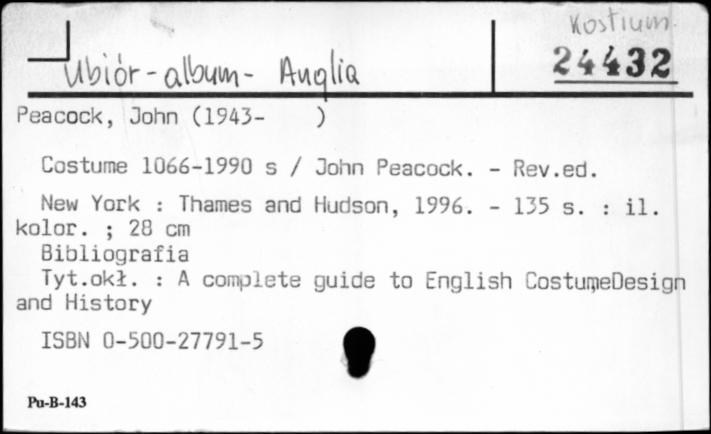 Kostium.
Ubiór-album- Anglia
24432
Peacock, John (1943-    )
Costume 1066-1990 s / John Peacock. - Rev.ed.
New York : Thames and Hudson, 1996. - 135 s. : il.
kolor. ; 28 cm
Bibliografia
Tyt.okł. : A complete guide to English CostumeDesign
and History
ISBN 0-500-27791-5
Pu-B-143